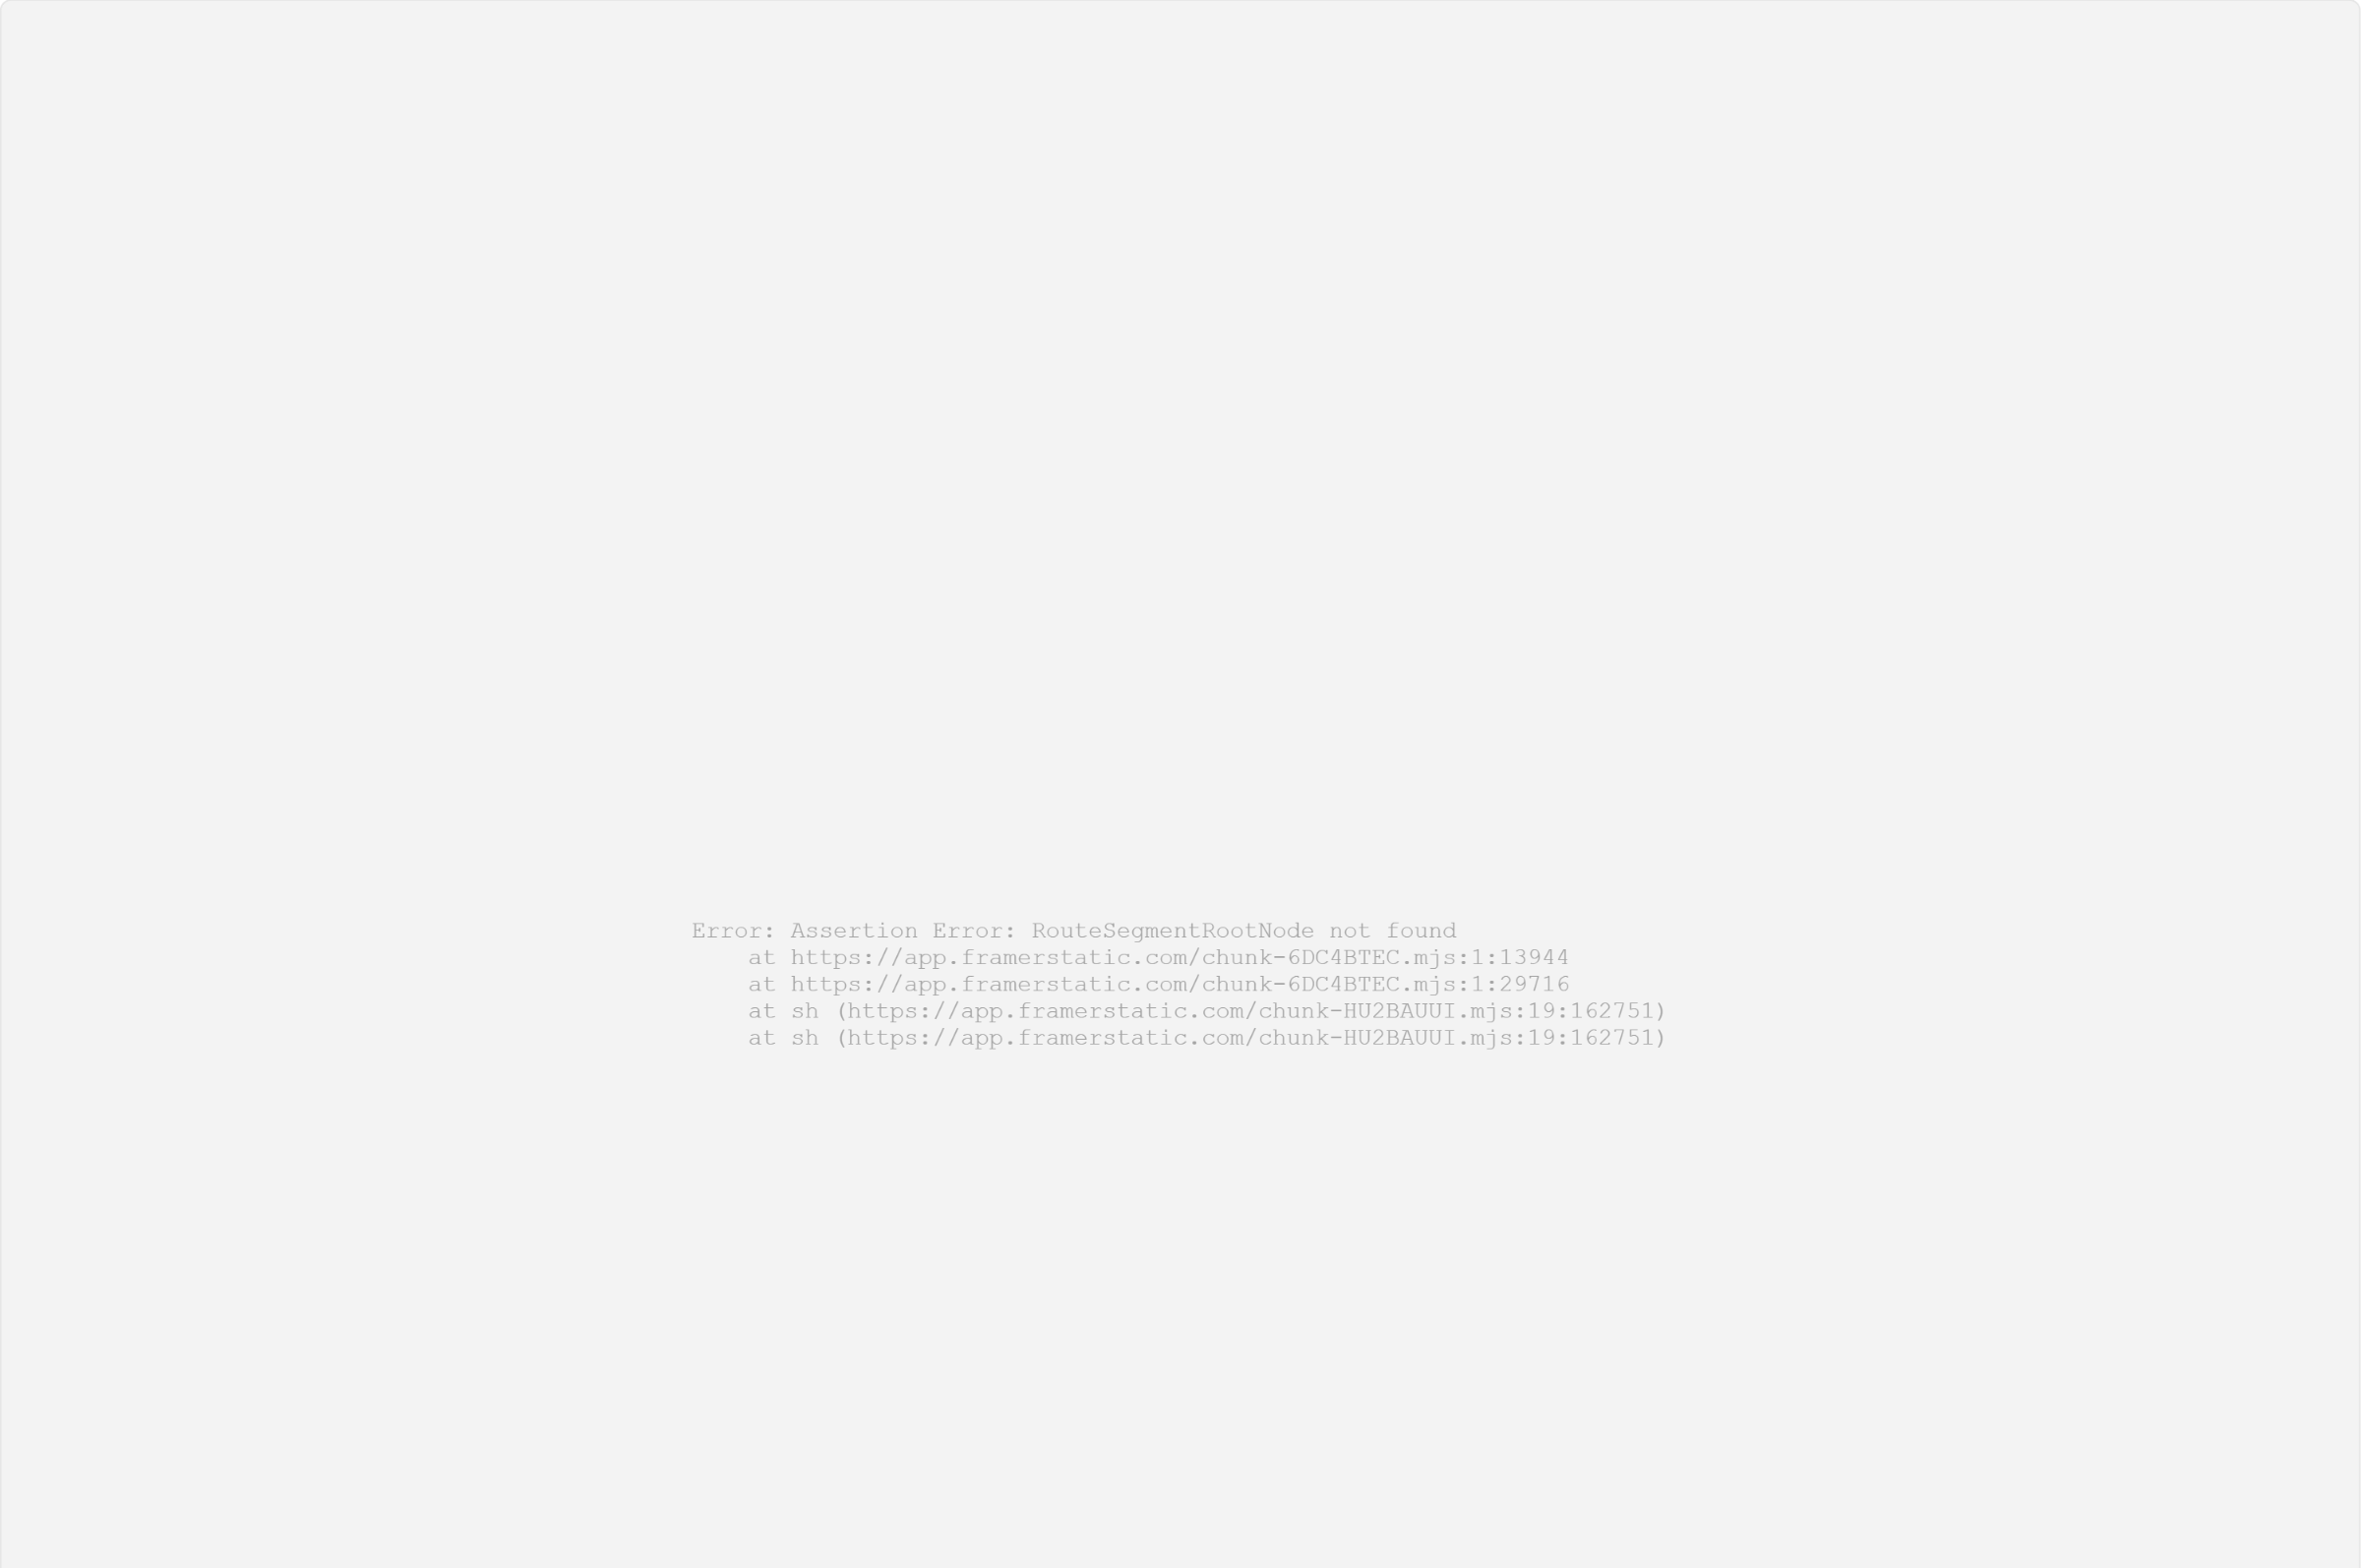 Error: Assertion Error: RouteSegmentRootNode not found
    at https://app.framerstatic.com/chunk-6DC4BTEC.mjs:1:13944
    at https://app.framerstatic.com/chunk-6DC4BTEC.mjs:1:29716
    at sh (https://app.framerstatic.com/chunk-HU2BAUUI.mjs:19:162751)
    at sh (https://app.framerstatic.com/chunk-HU2BAUUI.mjs:19:162751)